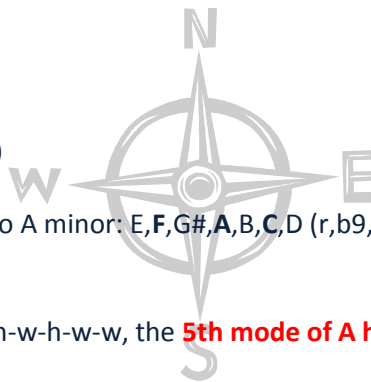 N
)
W
E
o A minor: E,F,G#,A,B,C,D (r,b9,
-w-h-w-w, the 5th mode of A h
S